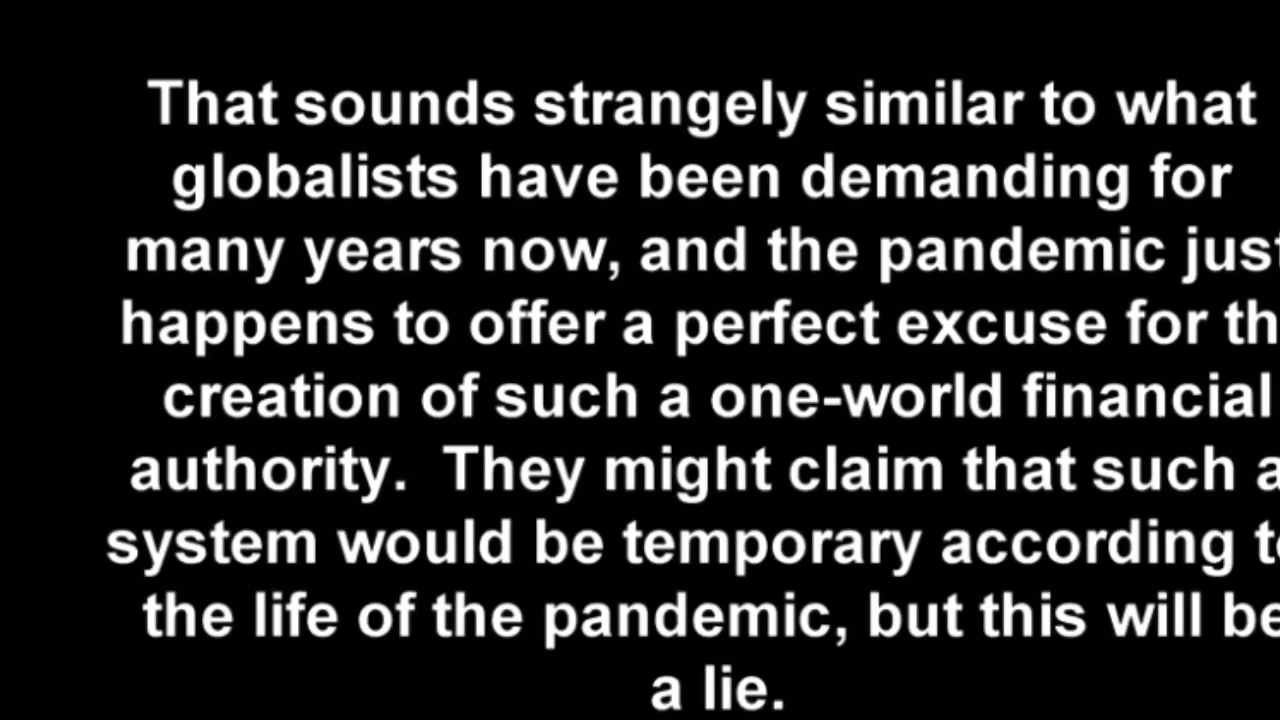 That sounds strangely similar to what
globalists have been demanding for
many years now, and the pandemic just
happens to offer a perfect excuse for th
creation of such a one-world financial
authority.  They might claim that such a
system would be temporary according to
the life of the pandemic, but this will be
a lie.